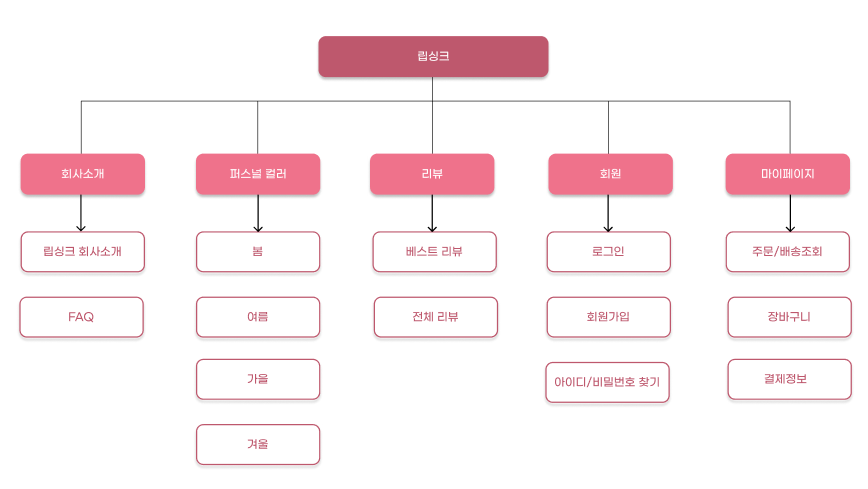 립싱크
회사소개
퍼스널 컬러
리뷰
회원
마이페이지
립싱크 회사소개
봄
베스트 리뷰
로그인
주문/배송조회
FAQ
여름
전체 리뷰
회원가입
장바구니
가을
아이디/비밀번호 찾기
결제정보
겨울